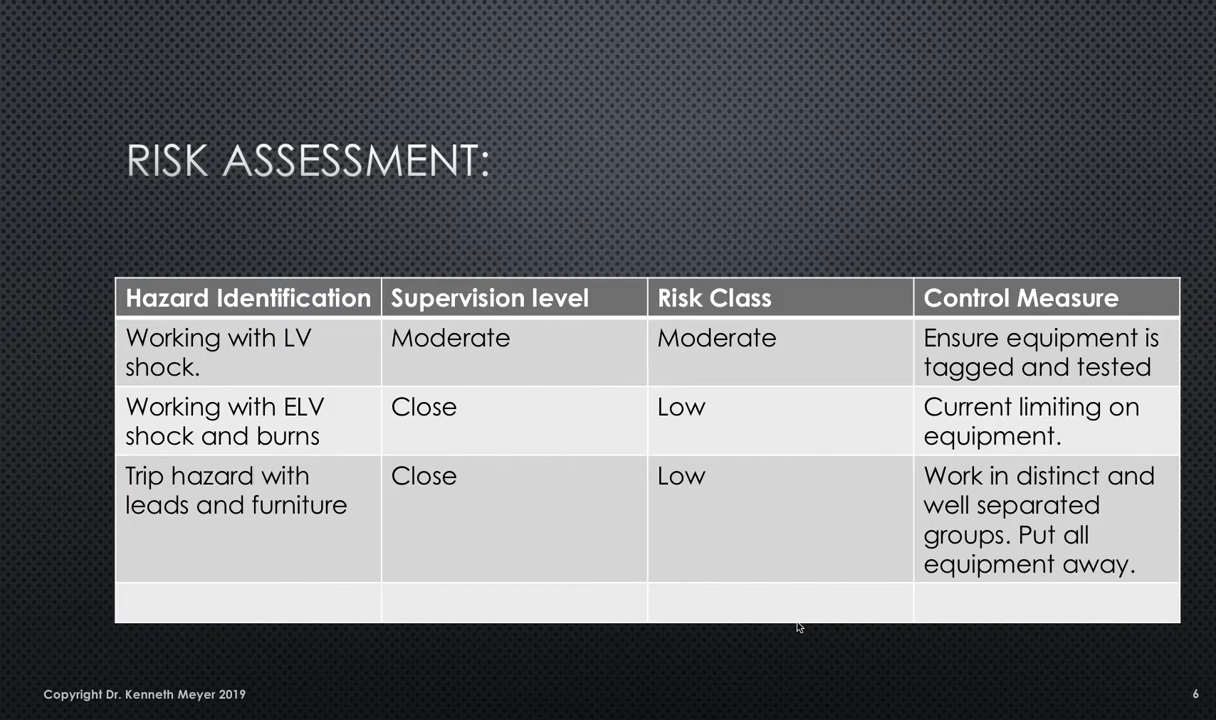 RISK ASSESSMENT:
Hazard Identification Supervision level Risk Class Control Measure
Working with LV Moderate Moderate Ensure equipment is
shock. tagged and tested
Working with ELV Close Low Current limiting on
shock and burns equipment.
Trip hazard with Close Low Work in distinct and
leads and furniture well separated
groups. Put all
equipment away.
Copyright Dr. Kenneth Meyer 2019 6